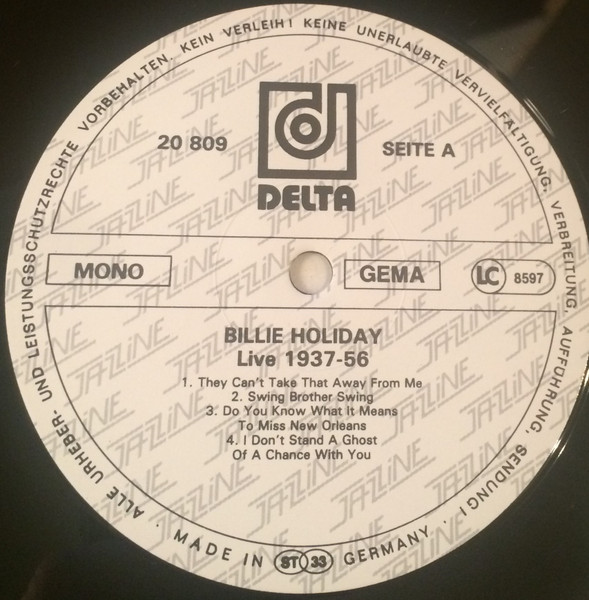 ALLE URHEBER- UND LEISTUNGSSCHUTZRECHTE VORBEHALTEN. KEIN VERLEIH! KEINE UNERLAUBTE VERVIELFÄLTIGUNG, VERBREITUNG, AUFFÜHRUNG, SENDUNG!
20 809
DELTA
SEITE A
MONO
GEMA
LC 8597
BILLIE HOLIDAY
Live 1937-56
1. They Can't Take That Away From Me
2. Swing Brother Swing
3. Do You Know What It Means
To Miss New Orleans
4. I Don't Stand A Ghost
Of A Chance With You
· MADE IN ST 33 GERMANY ·
JAZZLINE